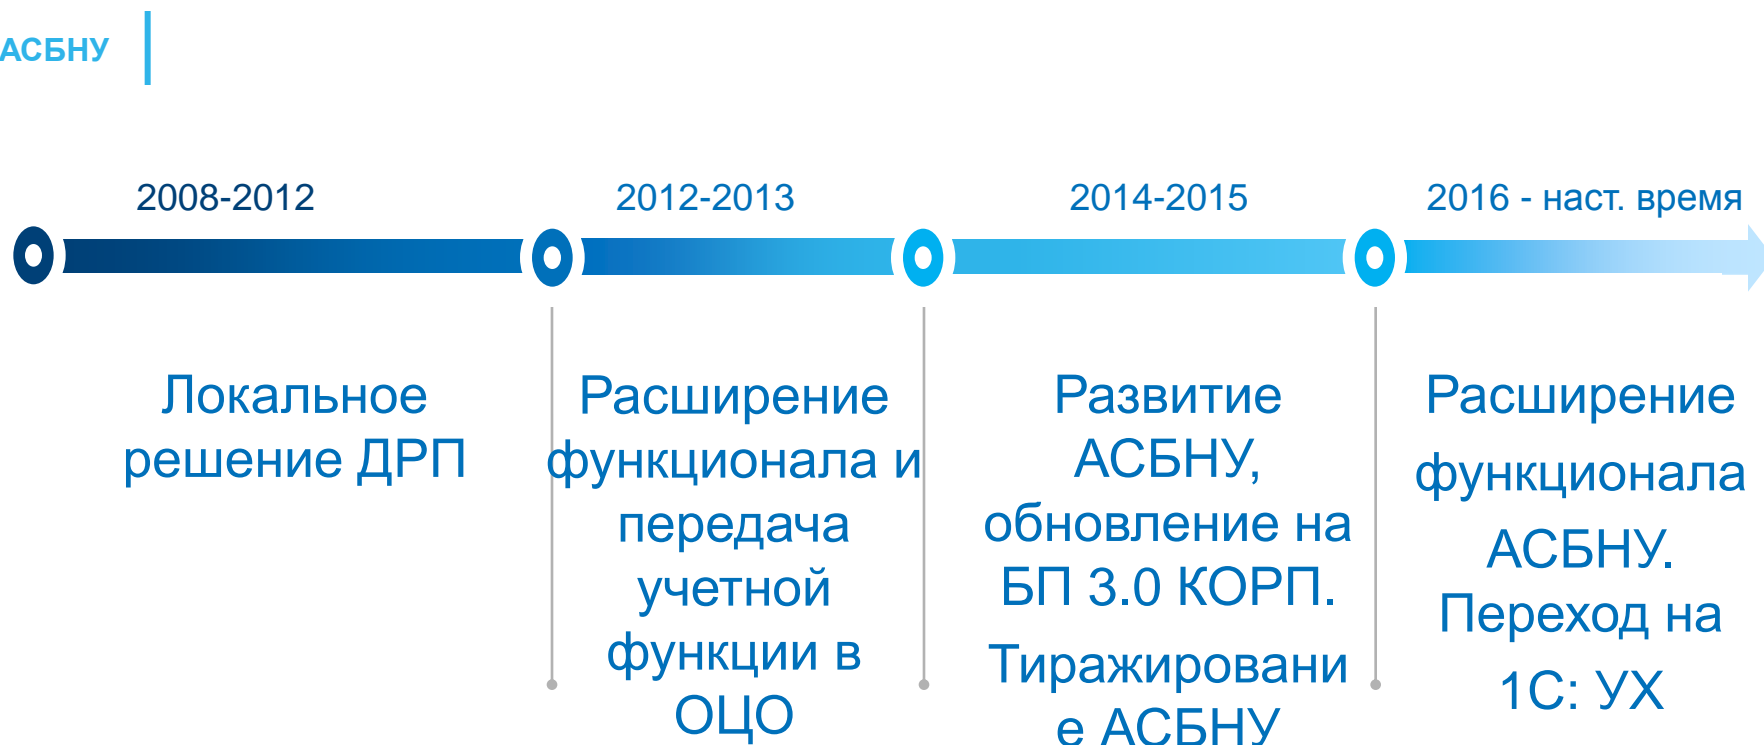 АСБНУ
2008-2012
2012-2013
2014-2015
2016 - наст. время
Локальное
решение ДРП
Расширение
функционала и
передача
учетной
функции в
ОЦО
Развитие
АСБНУ,
обновление на
БП 3.0 КОРП.
Тиражировани
е АСБНУ
Расширение
функционала
АСБНУ.
Переход на
1С: УХ